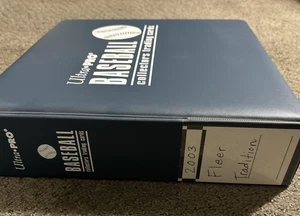 Ultra·PRO®
BASEBALL
collectors trading cards
Ultra·PRO®
BASEBALL
collectors trading cards
2003
Fleer
Tradition